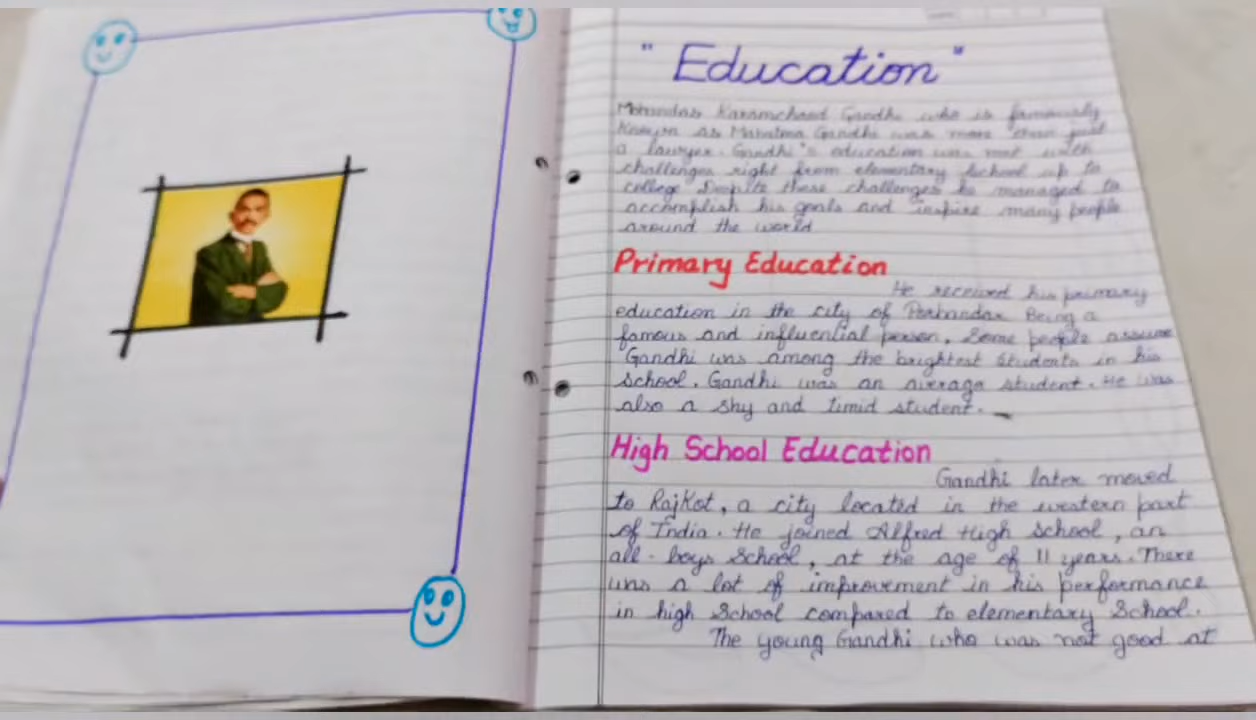 "Education"
Mohandas Karamchand Gandhi who is famously
known as Mahatma Gandhi was more than just
a lawyer. Gandhi's education was met with
challenges right from elementary School up to
college Despite these challenges he managed to
accomplish his goals and inspire many people
around the world
Primary Education
He received his primary
education in the city of Porbandar Being a
famous and influential person, Some people assume
Gandhi was among the brightest students in his
School. Gandhi was an average student. He was
also a shy and timid student.
High School Education
Gandhi later moved
to Rajkot, a city located in the western part
of India. He joined Alfred High School, an
all-boys School, at the age of 11 years. There
was a lot of improvement in his performance
in high School compared to elementary School.
The young Gandhi who was not good at